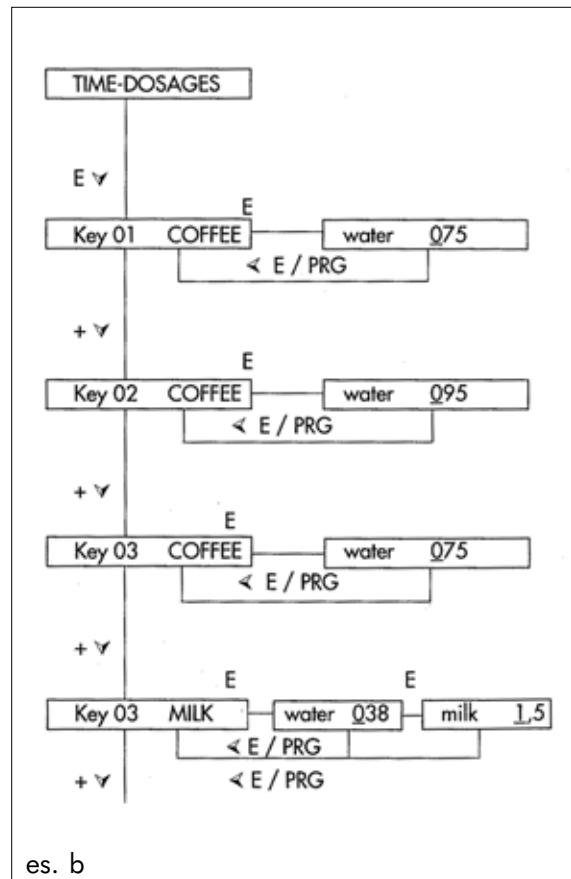 TIME-DOSAGES
E ⮟
E
Key 01 COFFEE water 075
⮜ E / PRG
+ ⮟
E
Key 02 COFFEE water 095
⮜ E / PRG
+ ⮟
E
Key 03 COFFEE water 075
⮜ E / PRG
+ ⮟
E E
Key 03 MILK water 038 milk 1,5
⮜ E / PRG
+ ⮟ ⮜ E / PRG
es. b